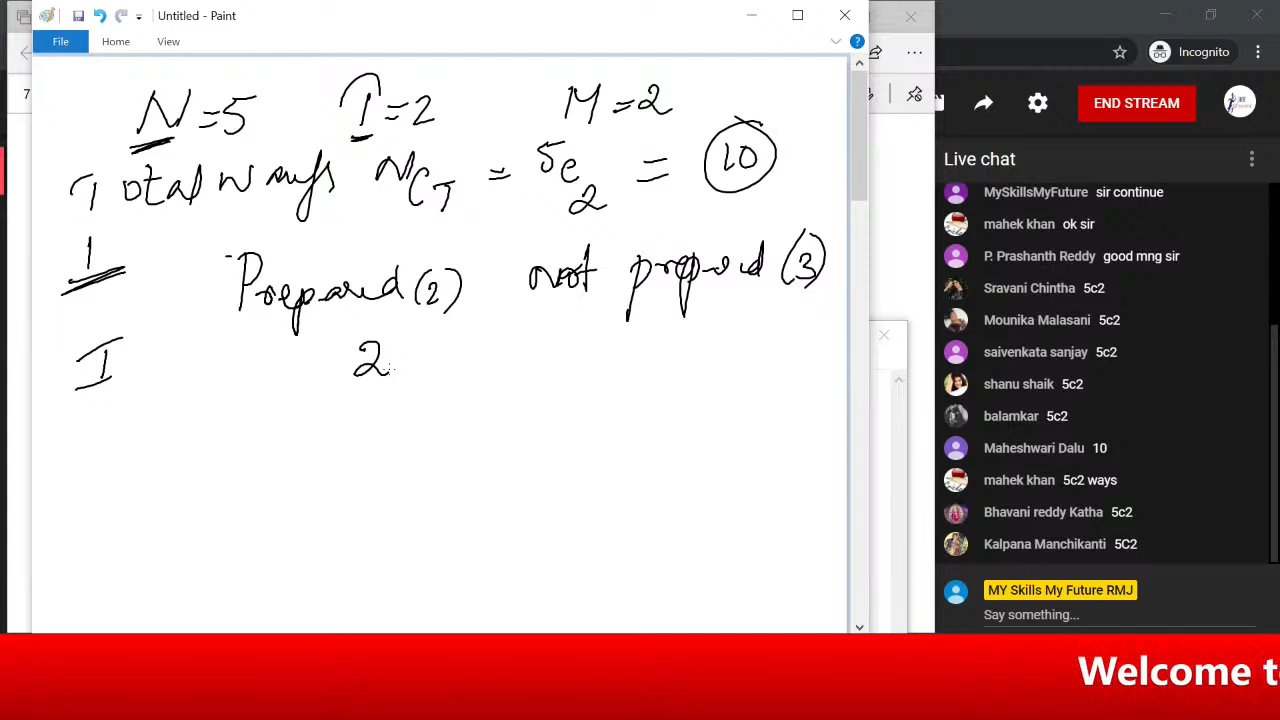 Untitled - Paint
File Home View
Incognito
7
N = 5 T = 2 M = 2
Total ways NCT = 5c2 = 10
1
Prepared (2) not prepared (3)
I 2
END STREAM
Live chat
MySkillsMyFuture sir continue
mahek khan ok sir
P. Prashanth Reddy good mng sir
Sravani Chintha 5c2
Mounika Malasani 5c2
saivenkata sanjay 5c2
shanu shaik 5c2
balamkar 5c2
Maheshwari Dalu 10
mahek khan 5c2 ways
Bhavani reddy Katha 5c2
Kalpana Manchikanti 5C2
MY Skills My Future RMJ
Say something...
Welcome t